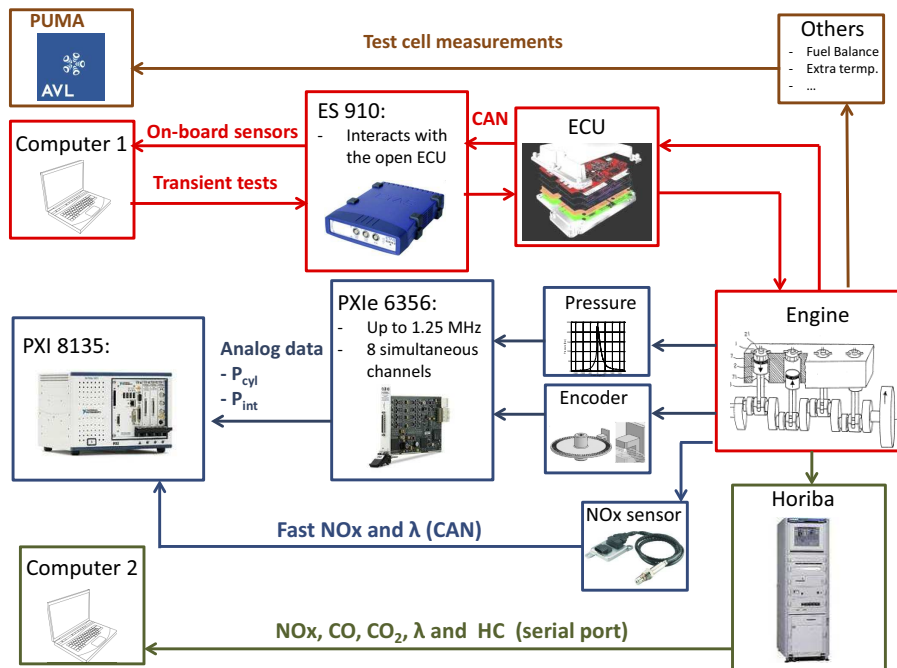 PUMA
AVL
Test cell measurements
Others
- Fuel Balance
- Extra termp.
- ...
Computer 1
On-board sensors
Transient tests
ES 910:
- Interacts with
the open ECU
CAN
ECU
PXI 8135:
Analog data
- Pcyl
- Pint
PXIe 6356:
- Up to 1.25 MHz
- 8 simultaneous
channels
Pressure
Encoder
Engine
Fast NOx and λ (CAN)
NOx sensor
Horiba
Computer 2
NOx, CO, CO₂, λ and HC (serial port)